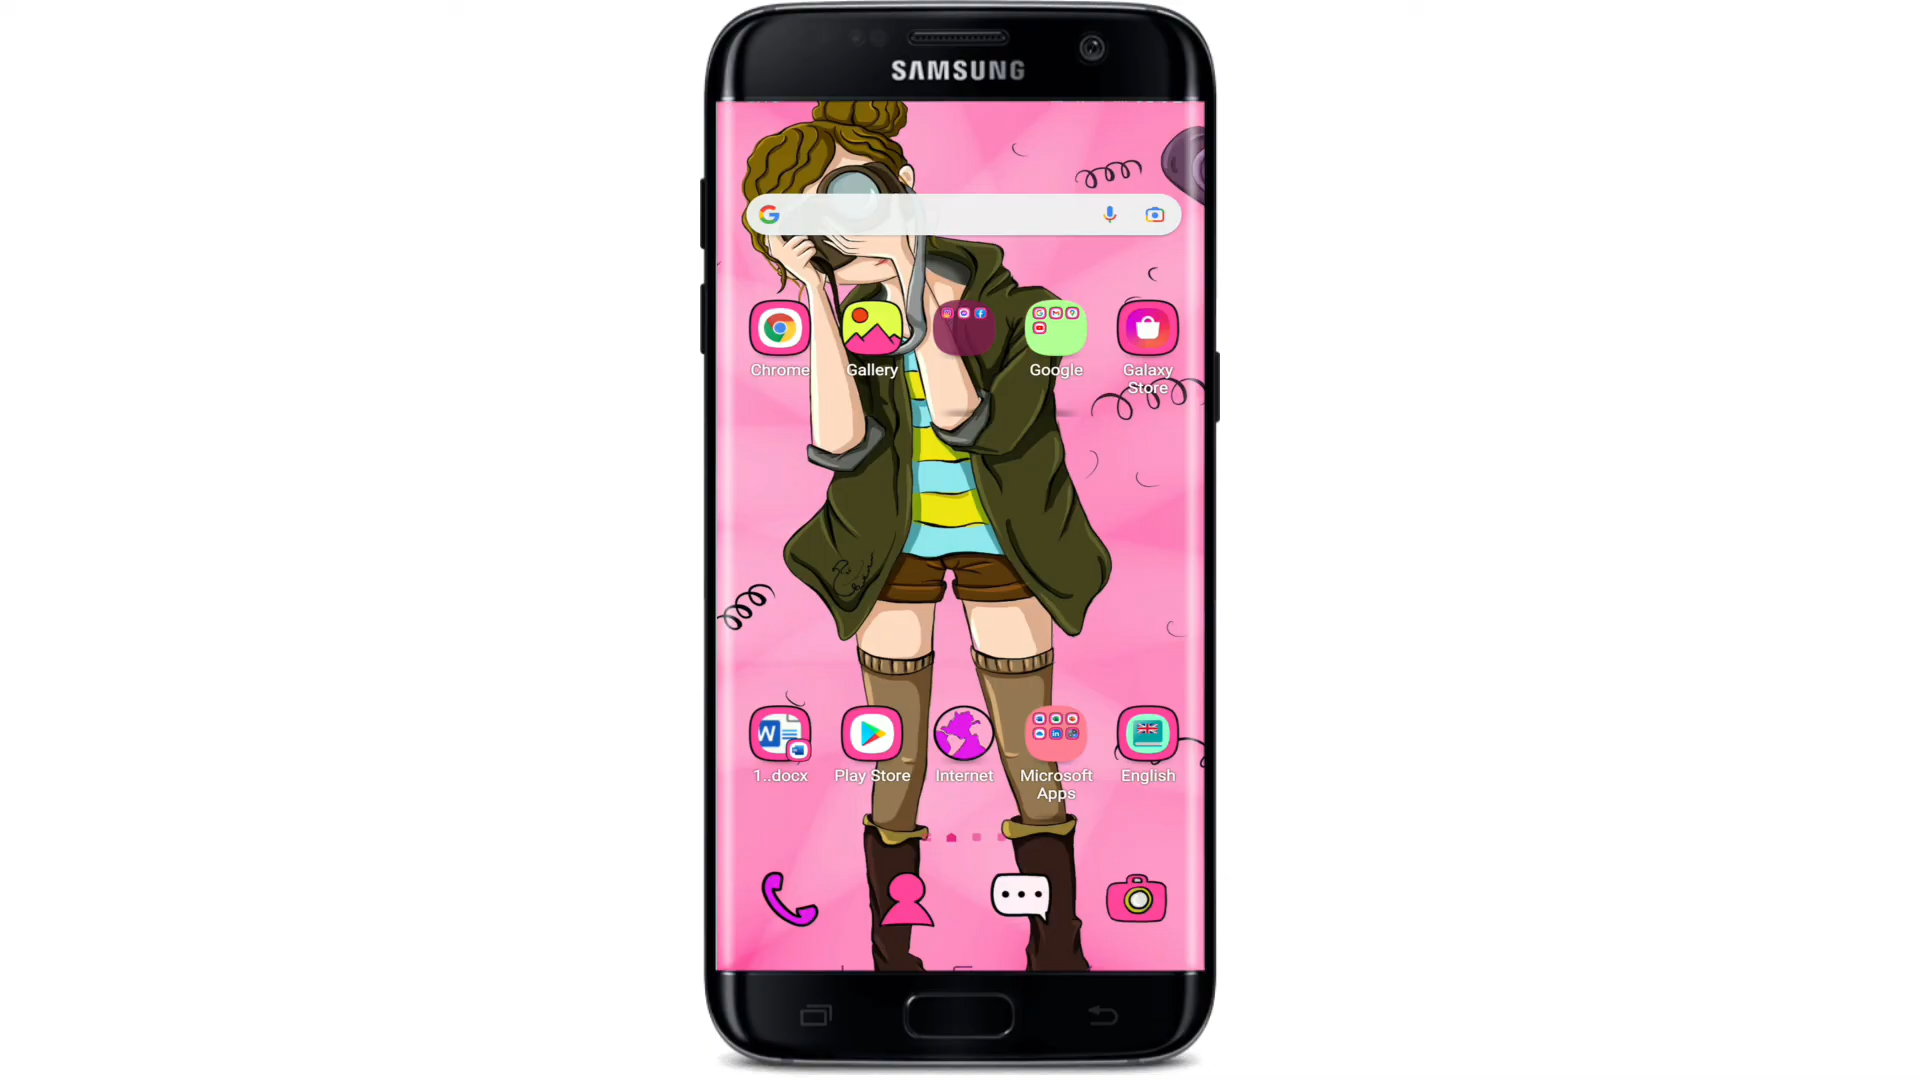 SAMSUNG
Chrome
Gallery
Google
Galaxy
Store
W
1..docx
Play Store
Internet
Microsoft
Apps
English